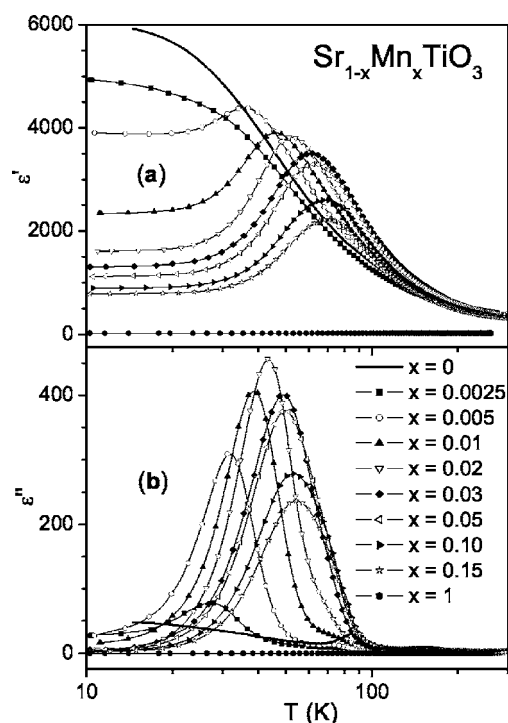 6000
Sr1-xMnxTiO3
4000
(a)
ε'
2000
0
400
x = 0
x = 0.0025
x = 0.005
x = 0.01
x = 0.02
(b)
x = 0.03
ε"
x = 0.05
200
x = 0.10
x = 0.15
x = 1
0
10
100
T (K)